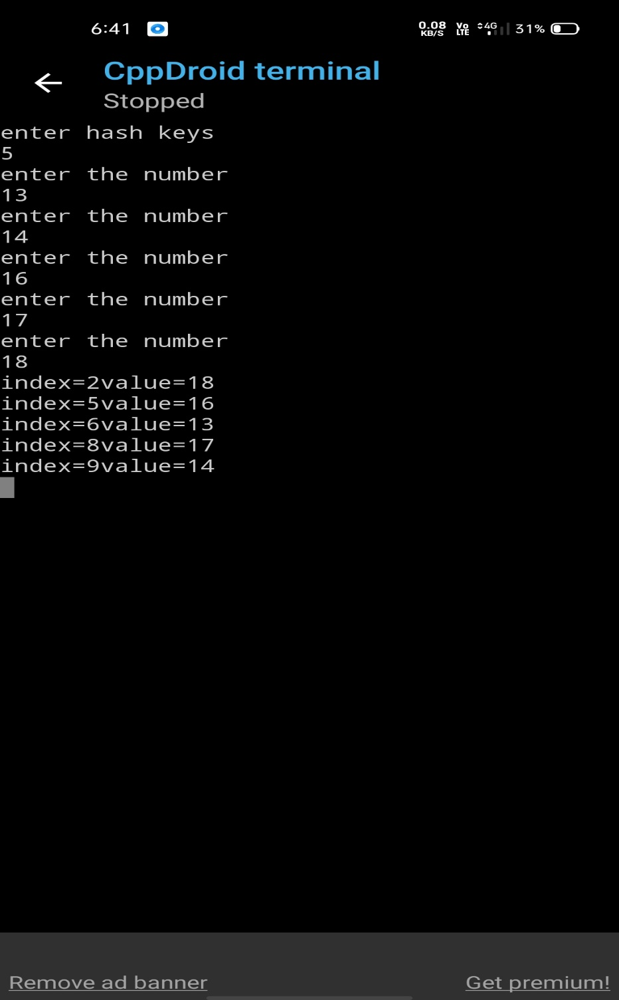 6:41 0.08 KB/S Vo LTE 4G 31%
CppDroid terminal
Stopped
enter hash keys
5
enter the number
13
enter the number
14
enter the number
16
enter the number
17
enter the number
18
index=2value=18
index=5value=16
index=6value=13
index=8value=17
index=9value=14
Remove ad banner Get premium!